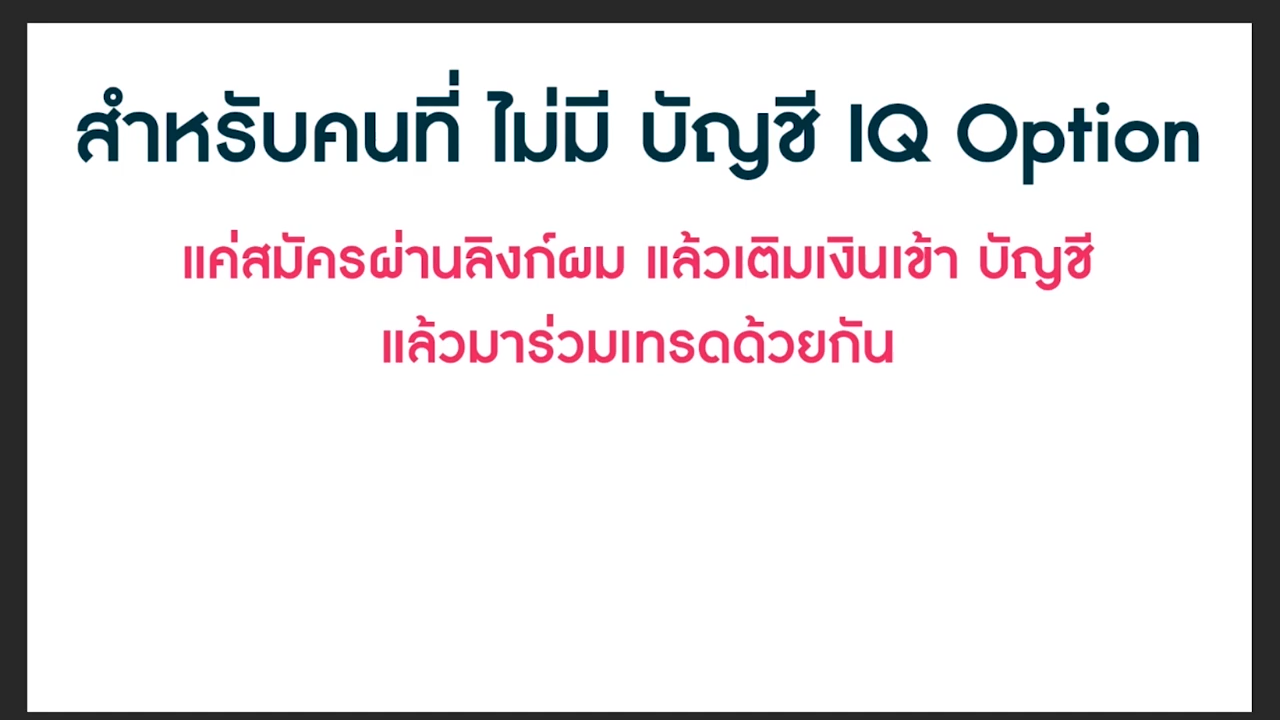 สำหรับคนที่ ไม่มี บัญชี IQ Option
แค่สมัครผ่านลิงก์ผม แล้วเติมเงินเข้า บัญชี
แล้วมาร่วมเทรดด้วยกัน